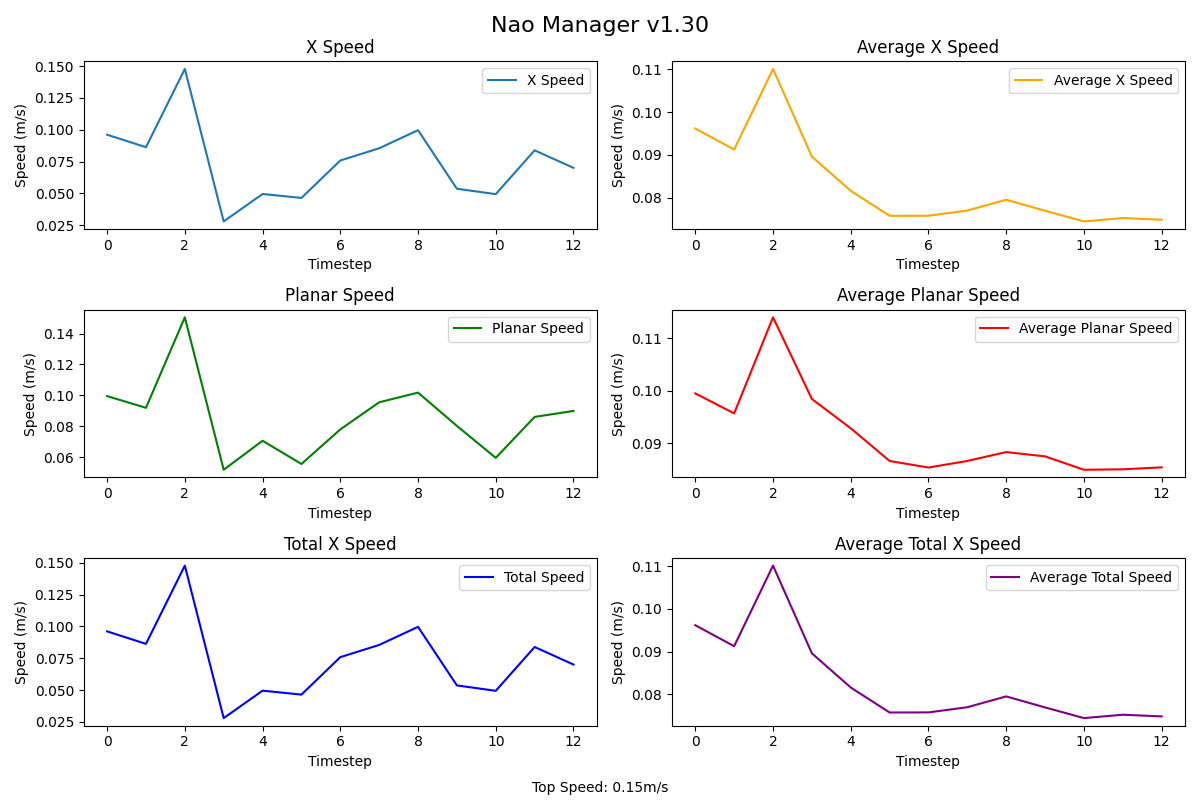 Nao Manager v1.30
X Speed
Speed (m/s)
0.150
0.125
0.100
0.075
0.050
0.025
X Speed
0 2 4 6 8 10 12
Timestep
Average X Speed
Speed (m/s)
0.11
0.10
0.09
0.08
Average X Speed
0 2 4 6 8 10 12
Timestep
Planar Speed
Speed (m/s)
0.14
0.12
0.10
0.08
0.06
Planar Speed
0 2 4 6 8 10 12
Timestep
Average Planar Speed
Speed (m/s)
0.11
0.10
0.09
Average Planar Speed
0 2 4 6 8 10 12
Timestep
Total X Speed
Speed (m/s)
0.150
0.125
0.100
0.075
0.050
0.025
Total Speed
0 2 4 6 8 10 12
Timestep
Average Total X Speed
Speed (m/s)
0.11
0.10
0.09
0.08
Average Total Speed
0 2 4 6 8 10 12
Timestep
Top Speed: 0.15m/s